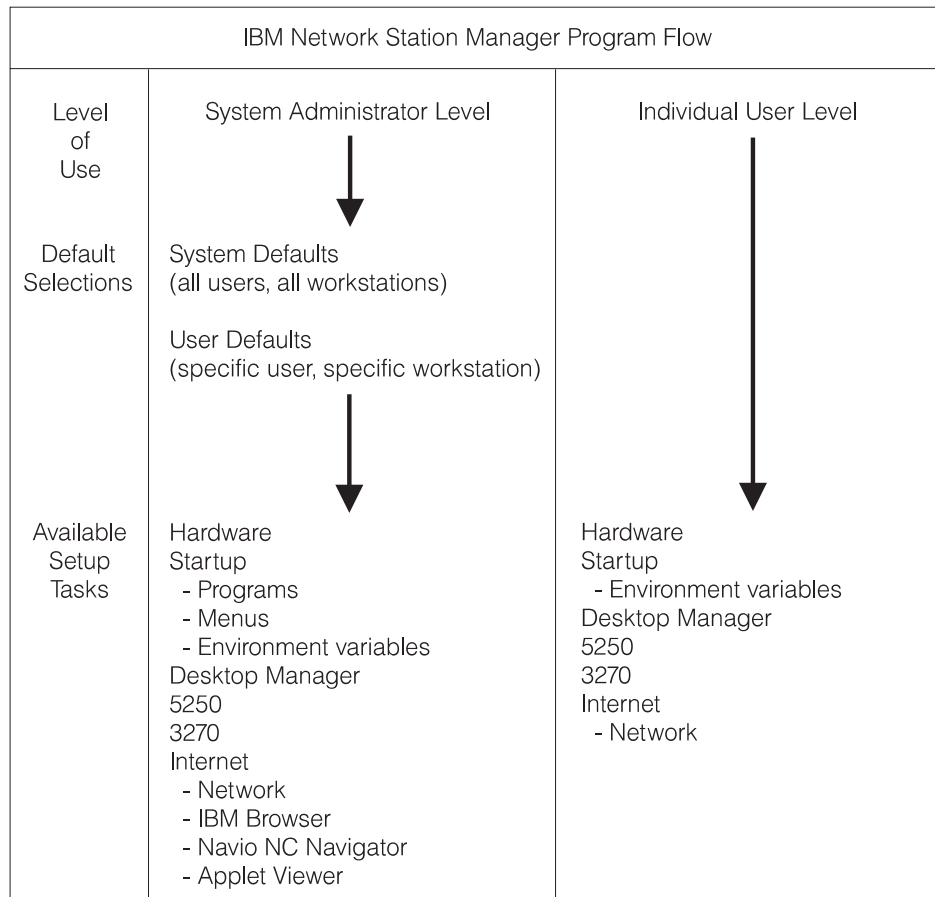 IBM Network Station Manager Program Flow
Level
of
Use
System Administrator Level
Individual User Level
Default
Selections
System Defaults
(all users, all workstations)
User Defaults
(specific user, specific workstation)
Available
Setup
Tasks
Hardware
Startup
- Programs
- Menus
- Environment variables
Desktop Manager
5250
3270
Internet
- Network
- IBM Browser
- Navio NC Navigator
- Applet Viewer
Hardware
Startup
- Environment variables
Desktop Manager
5250
3270
Internet
- Network